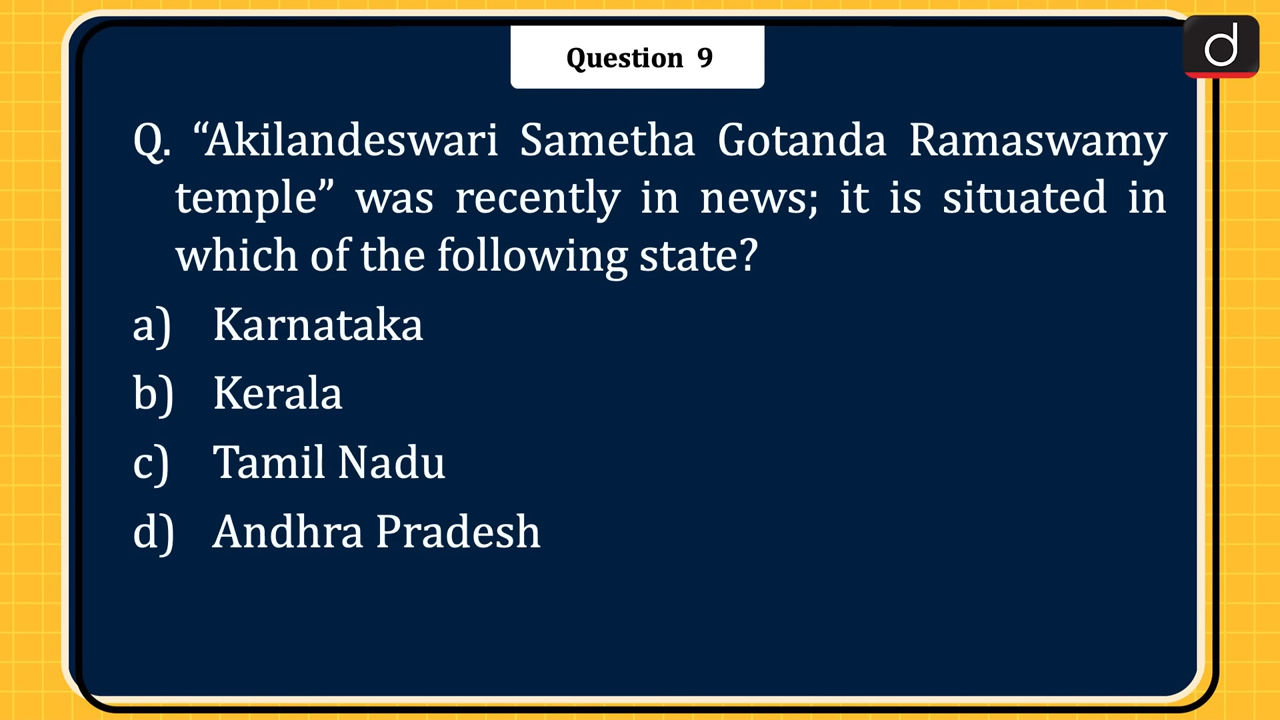 Question 9
d
Q. “Akilandeswari Sametha Gotanda Ramaswamy
temple” was recently in news; it is situated in
which of the following state?
a) Karnataka
b) Kerala
c) Tamil Nadu
d) Andhra Pradesh